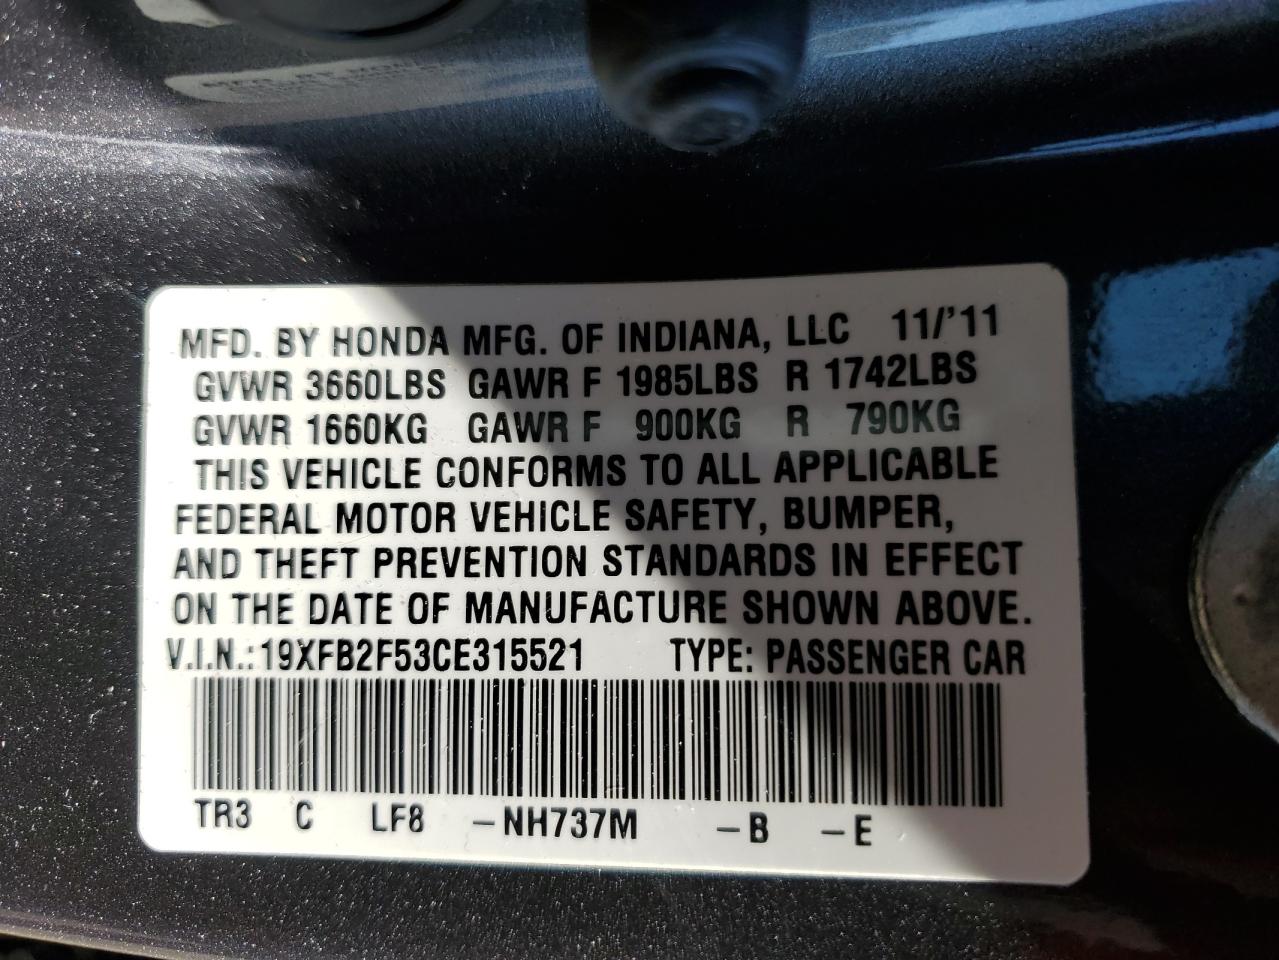 MFD. BY HONDA MFG. OF INDIANA, LLC 11/'11
GVWR 3660LBS GAWR F 1985LBS R 1742LBS
GVWR 1660KG GAWR F 900KG R 790KG
THIS VEHICLE CONFORMS TO ALL APPLICABLE
FEDERAL MOTOR VEHICLE SAFETY, BUMPER,
AND THEFT PREVENTION STANDARDS IN EFFECT
ON THE DATE OF MANUFACTURE SHOWN ABOVE.
V.I.N.:19XFB2F53CE315521 TYPE: PASSENGER CAR
TR3 C LF8 -NH737M -B -E